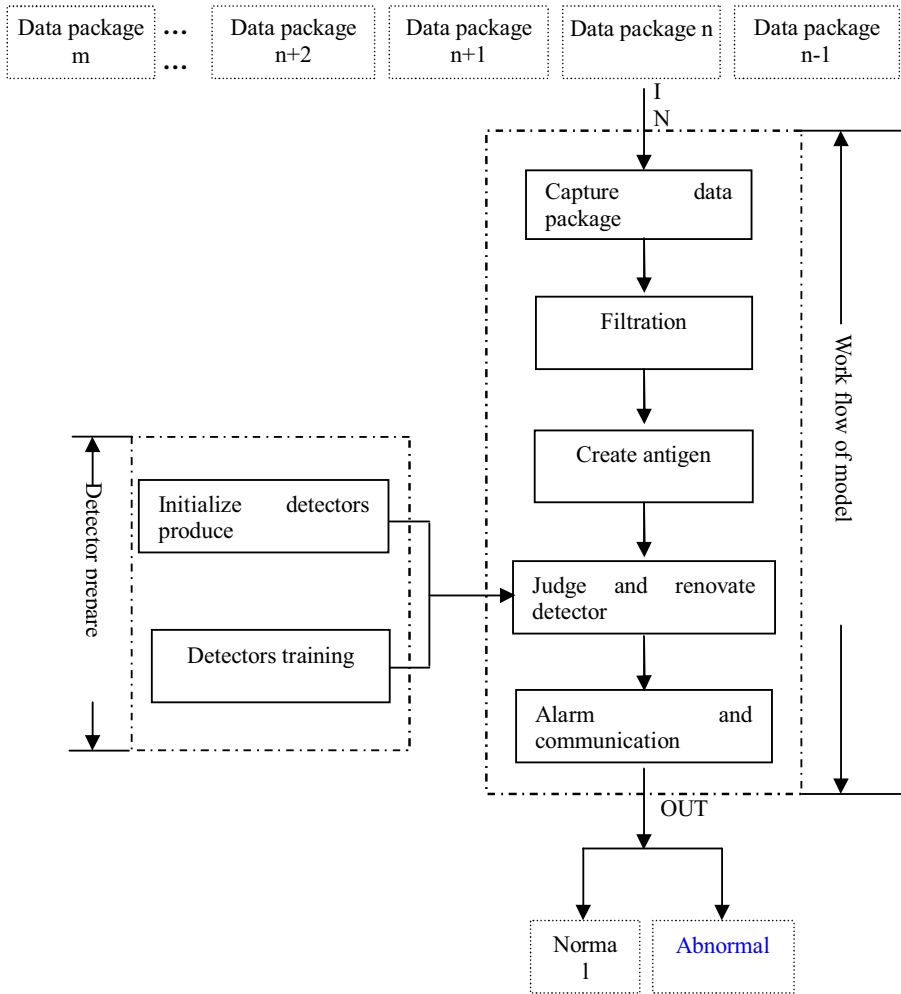 Data package
m
...
...
Data package
n+2
Data package
n+1
Data package n
Data package
n-1
I
N
Capture data
package
Filtration
Create antigen
Work flow of model
Detector prepare
Initialize detectors
produce
Judge and renovate
detector
Detectors training
Alarm and
communication
OUT
Norma
l
Abnormal